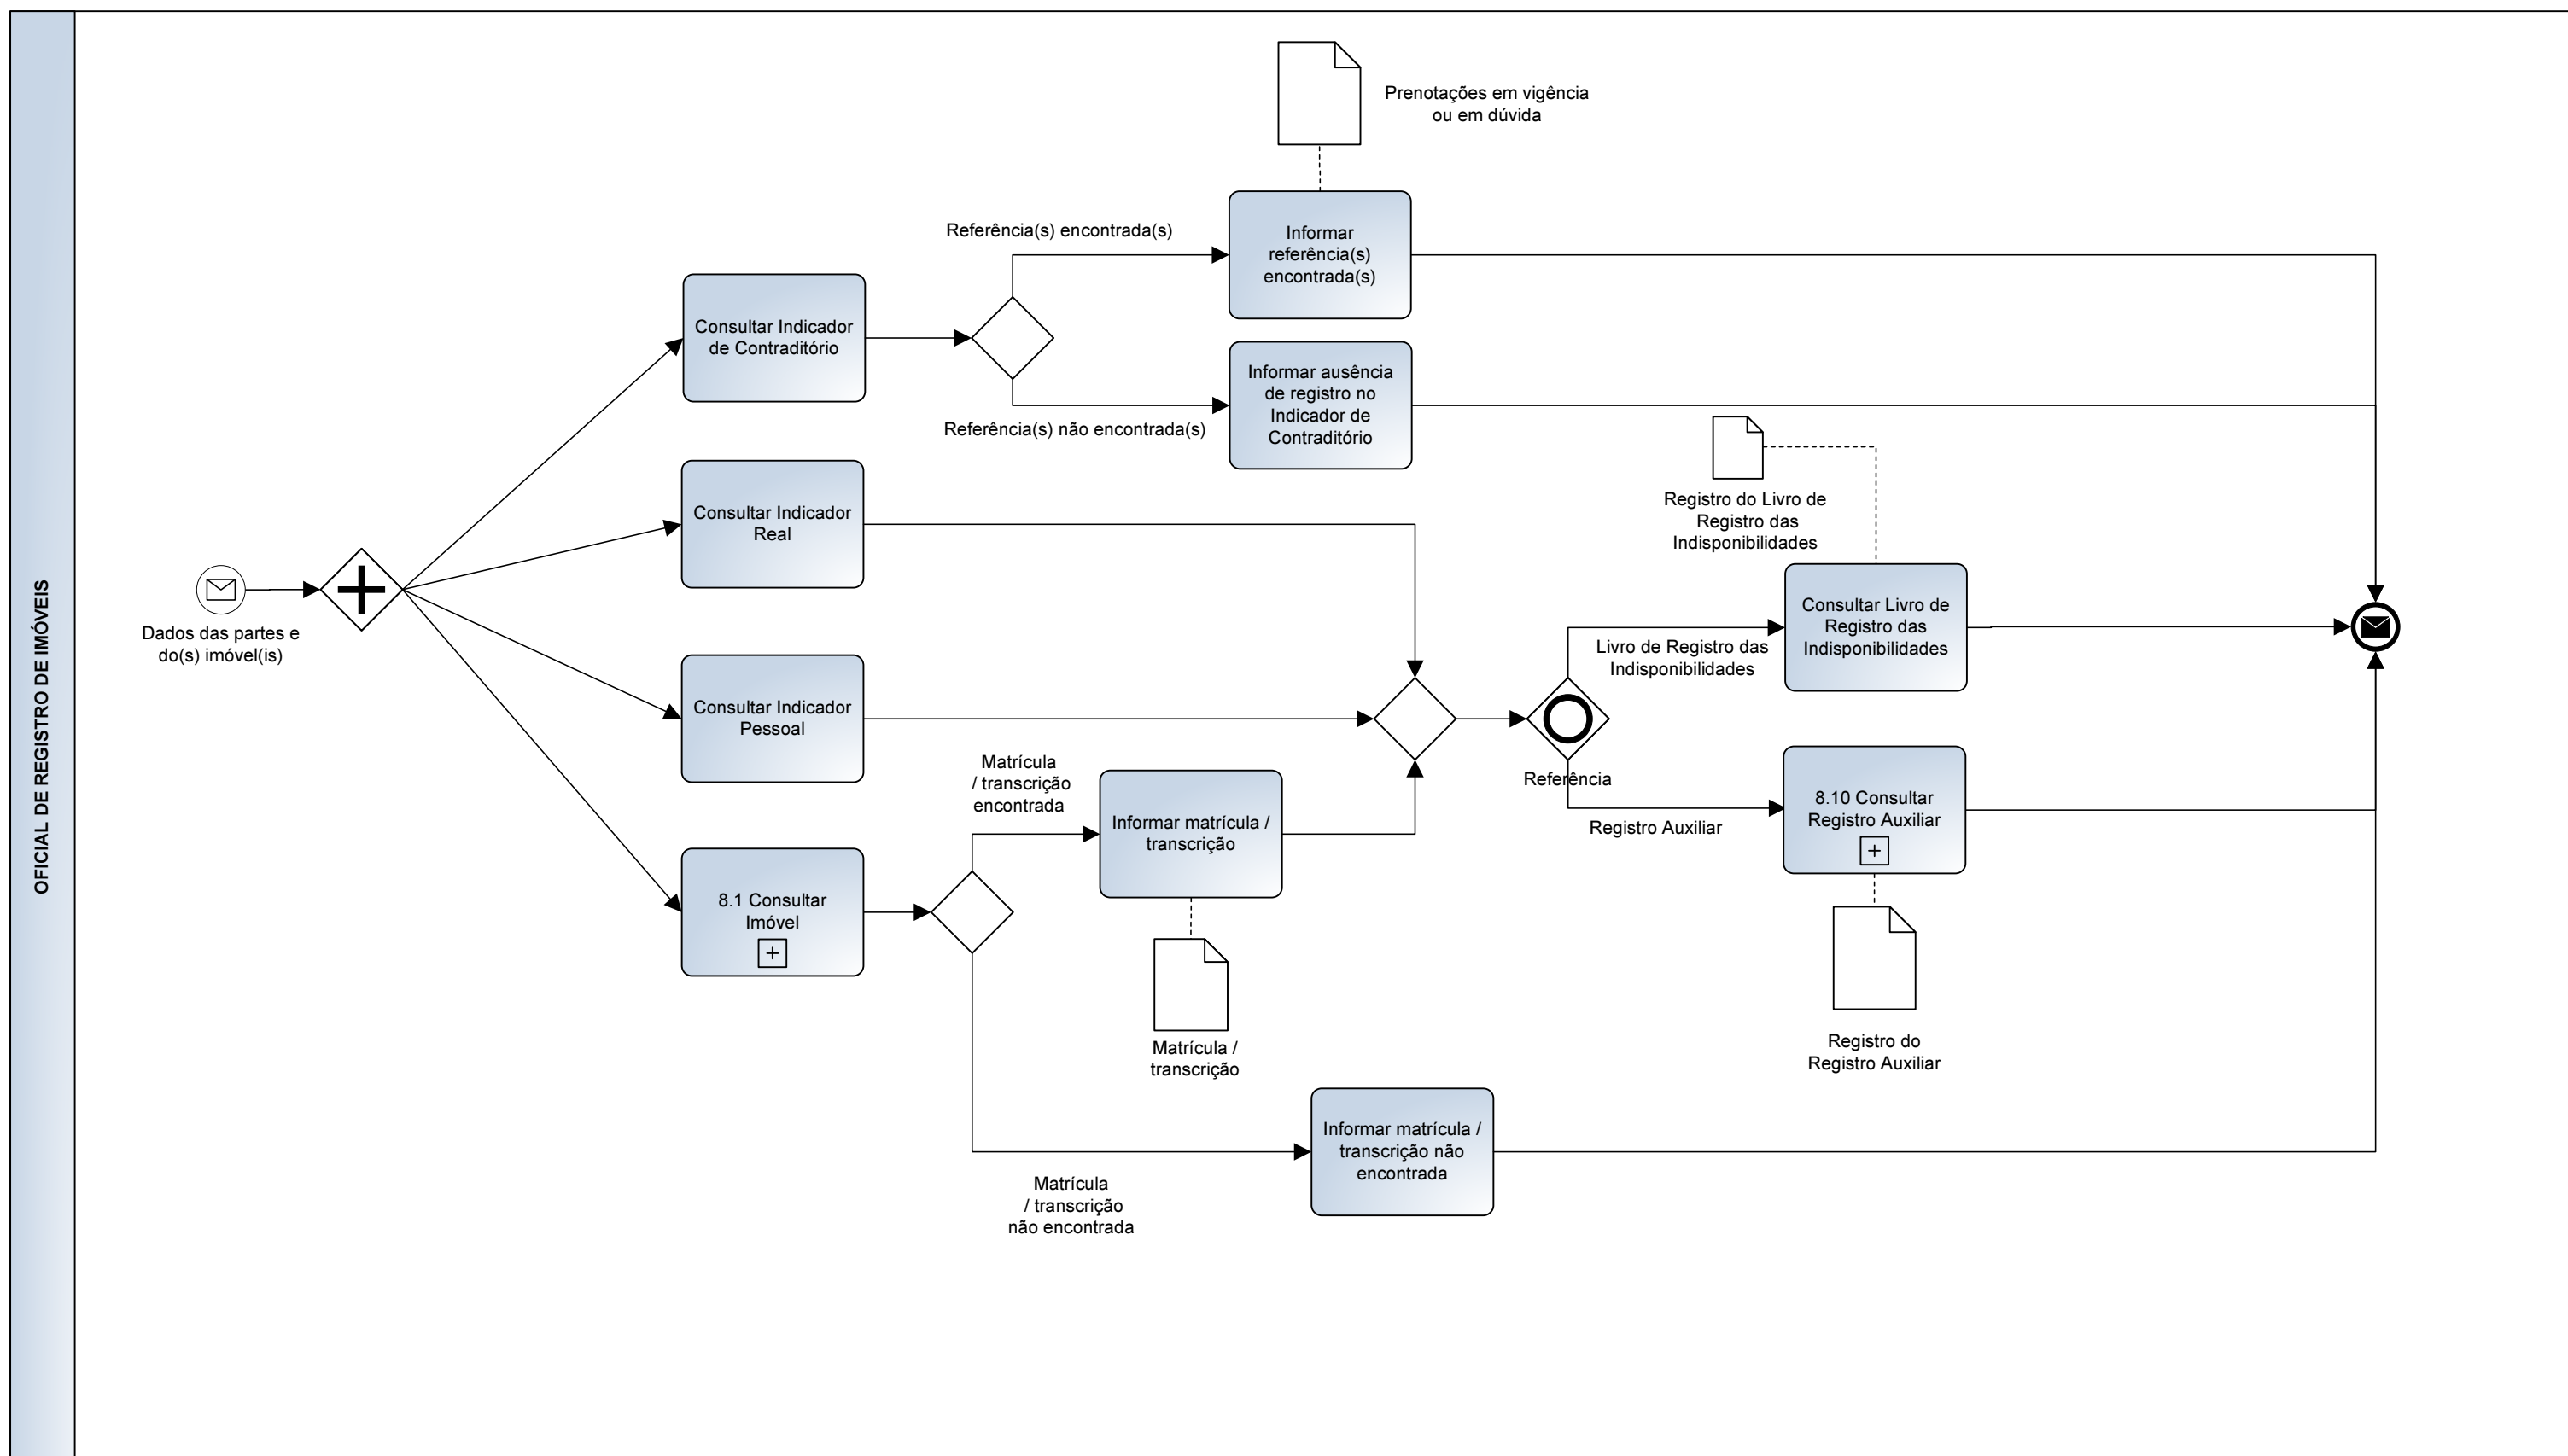 OFICIAL DE REGISTRO DE IMÓVEIS
Prenotações em vigência
ou em dúvida
Referência(s) encontrada(s)
Informar
referência(s)
encontrada(s)
Consultar Indicador
de Contraditório
Informar ausência
de registro no
Indicador de
Contraditório
Referência(s) não encontrada(s)
Consultar Indicador
Real
Registro do Livro de
Registro das
Indisponibilidades
Dados das partes e
do(s) imóvel(is)
Consultar Livro de
Registro das
Indisponibilidades
Livro de Registro das
Indisponibilidades
Consultar Indicador
Pessoal
Matrícula
/ transcrição
encontrada
Referência
Informar matrícula /
transcrição
8.10 Consultar
Registro Auxiliar
Registro Auxiliar
8.1 Consultar
Imóvel
Matrícula /
transcrição
Registro do
Registro Auxiliar
Informar matrícula /
transcrição não
encontrada
Matrícula
/ transcrição
não encontrada